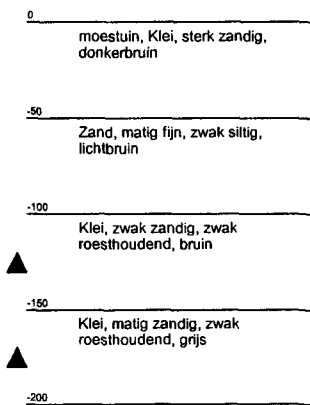 0
moestuin, Klei, sterk zandig,
donkerbruin
-50
Zand, matig fijn, zwak siltig,
lichtbruin
-100
Klei, zwak zandig, zwak
roesthoudend, bruin
-150
Klei, matig zandig, zwak
roesthoudend, grijs
-200